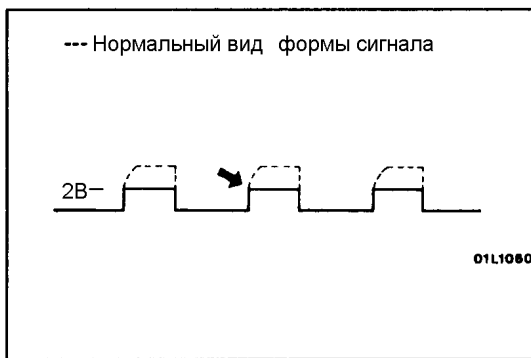 --- Нормальный вид формы сигнала
2В
01L1060